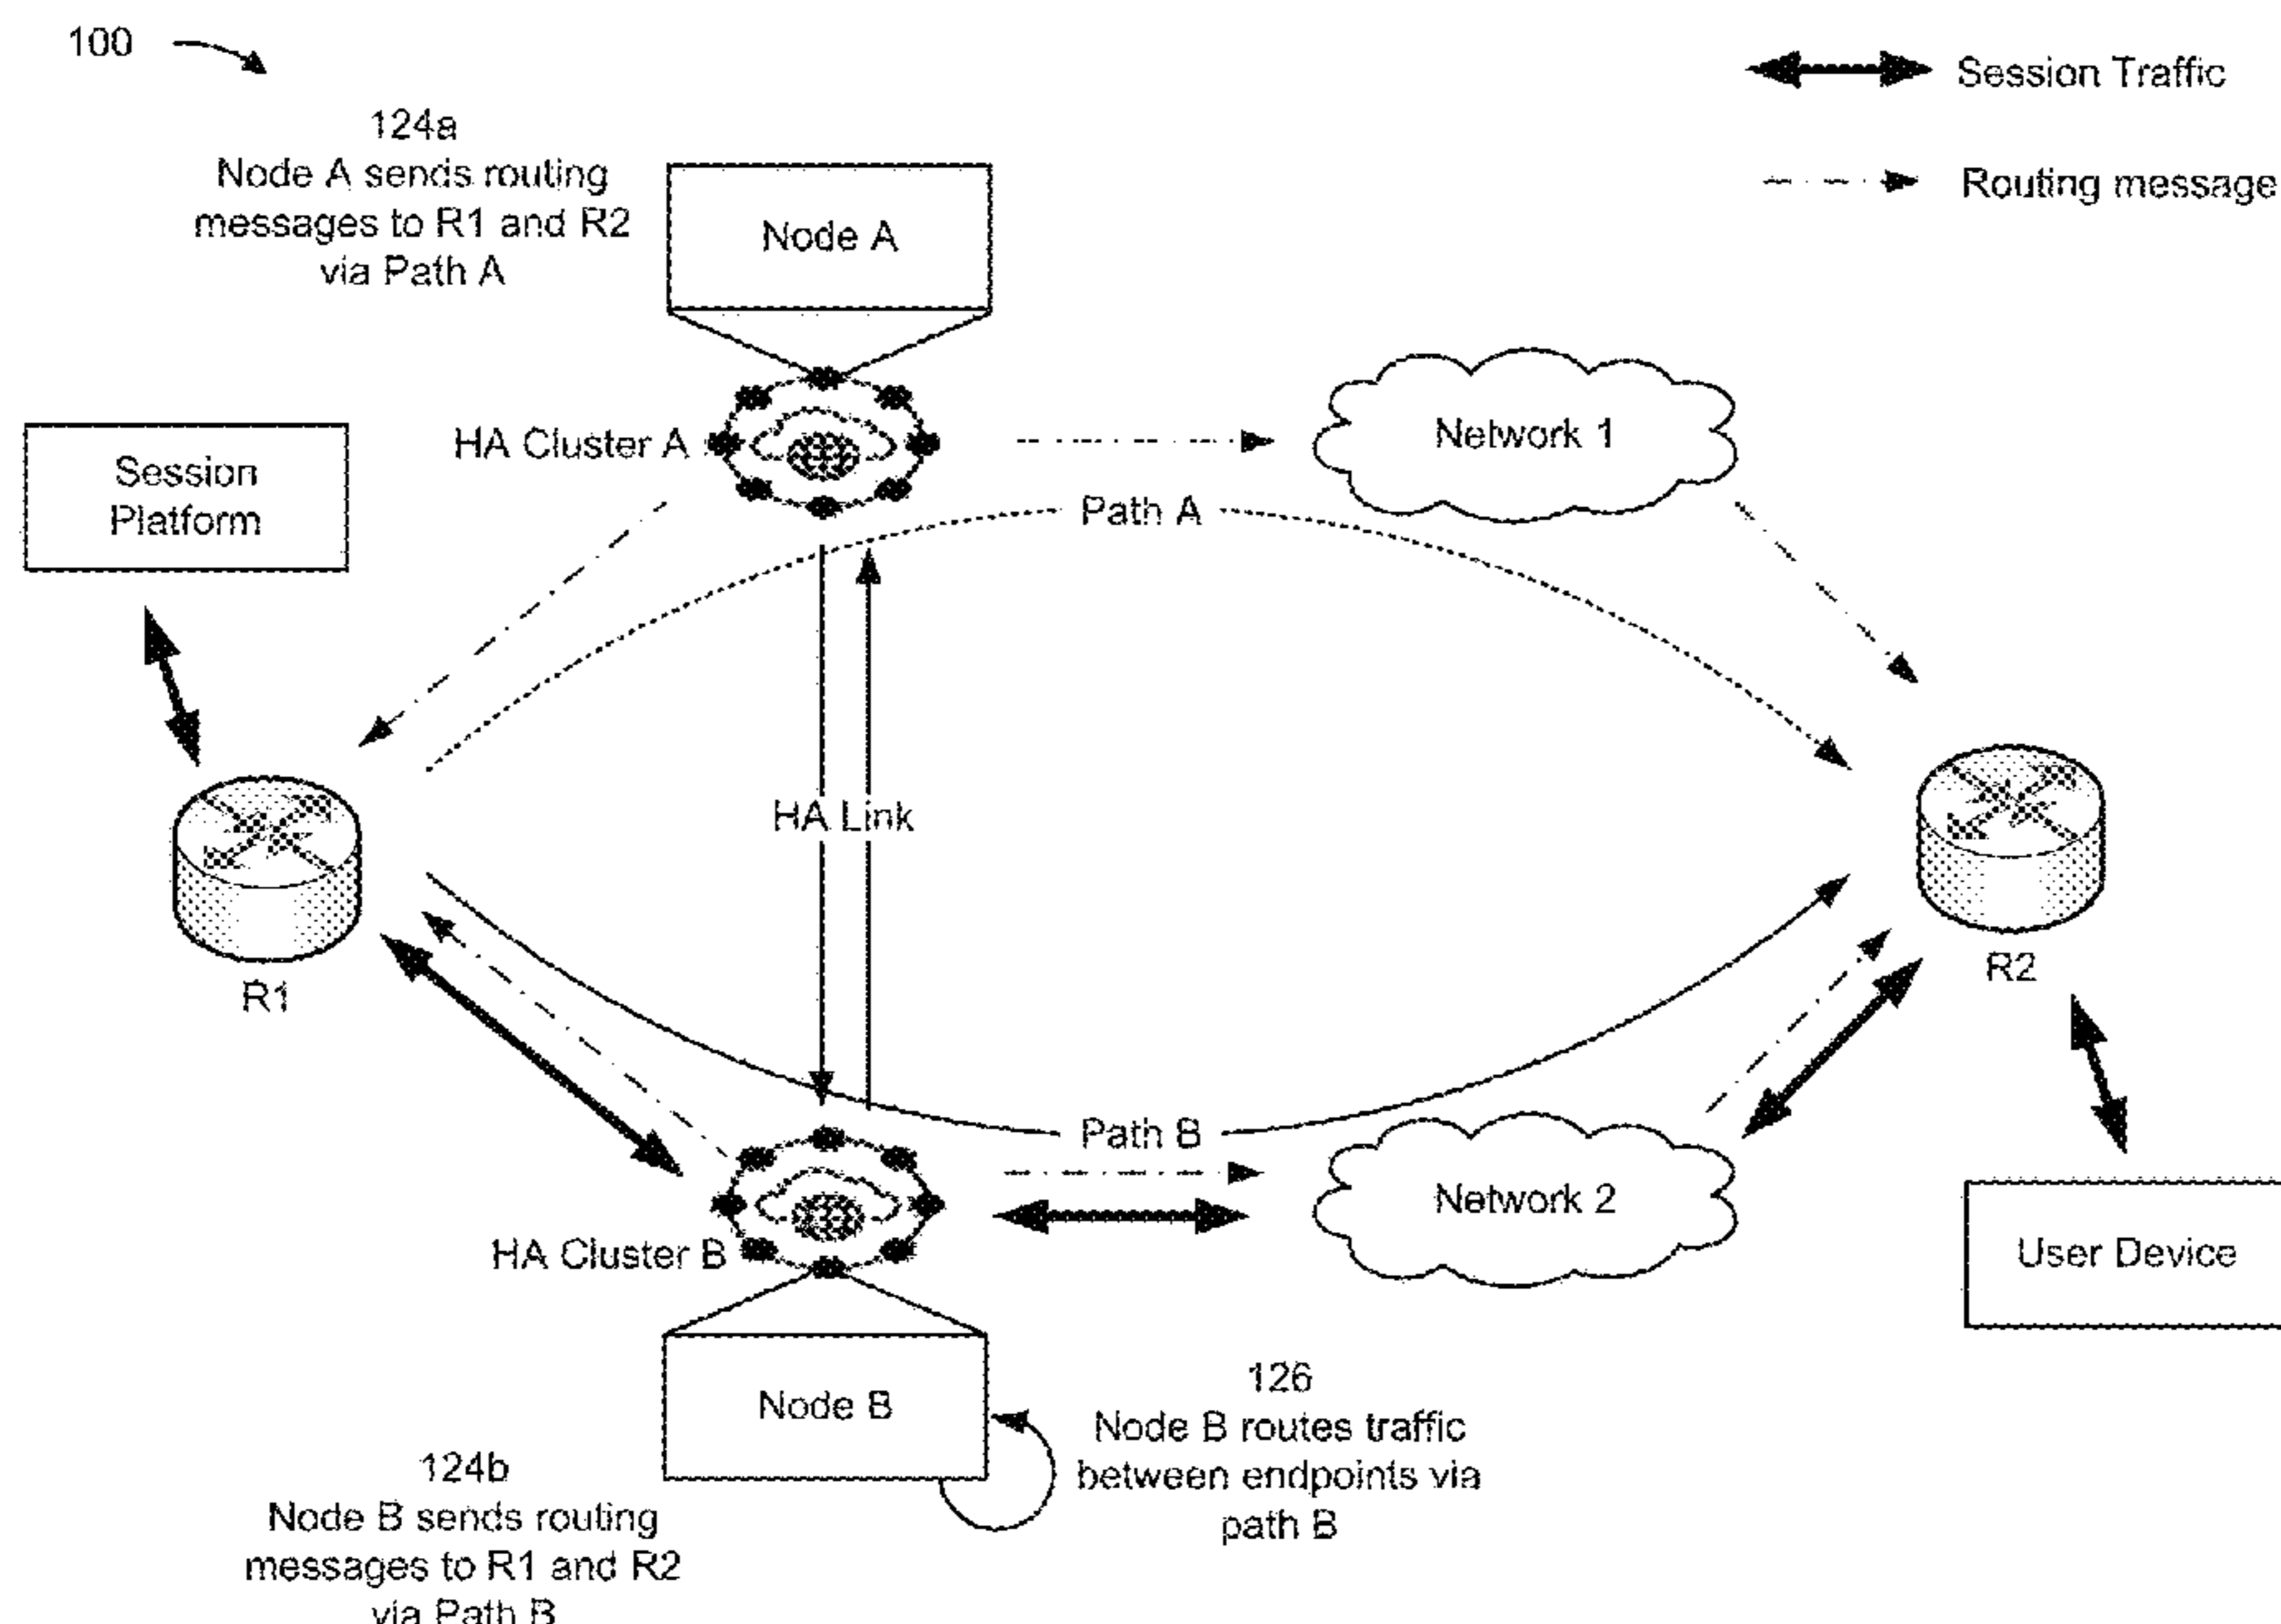 100
Session Traffic
124a
Node A sends routing
messages to R1 and R2
via Path A
Node A
Routing message
HA Cluster A
Network 1
Session
Platform
Path A
HA Link
R1
R2
Path B
HA Cluster B
Network 2
User Device
Node B
126
Node B routes traffic
between endpoints via
path B
124b
Node B sends routing
messages to R1 and R2
via Path B